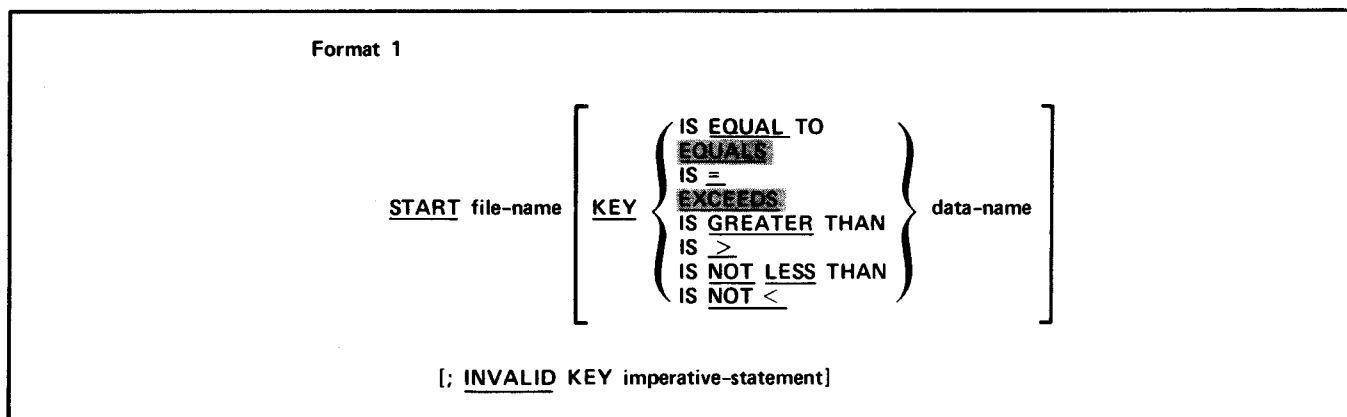 Format 1
IS EQUAL TO
EQUALS
IS =
EXCEEDS
START file-name KEY data-name
IS GREATER THAN
IS >
IS NOT LESS THAN
IS NOT <
[; INVALID KEY imperative-statement]